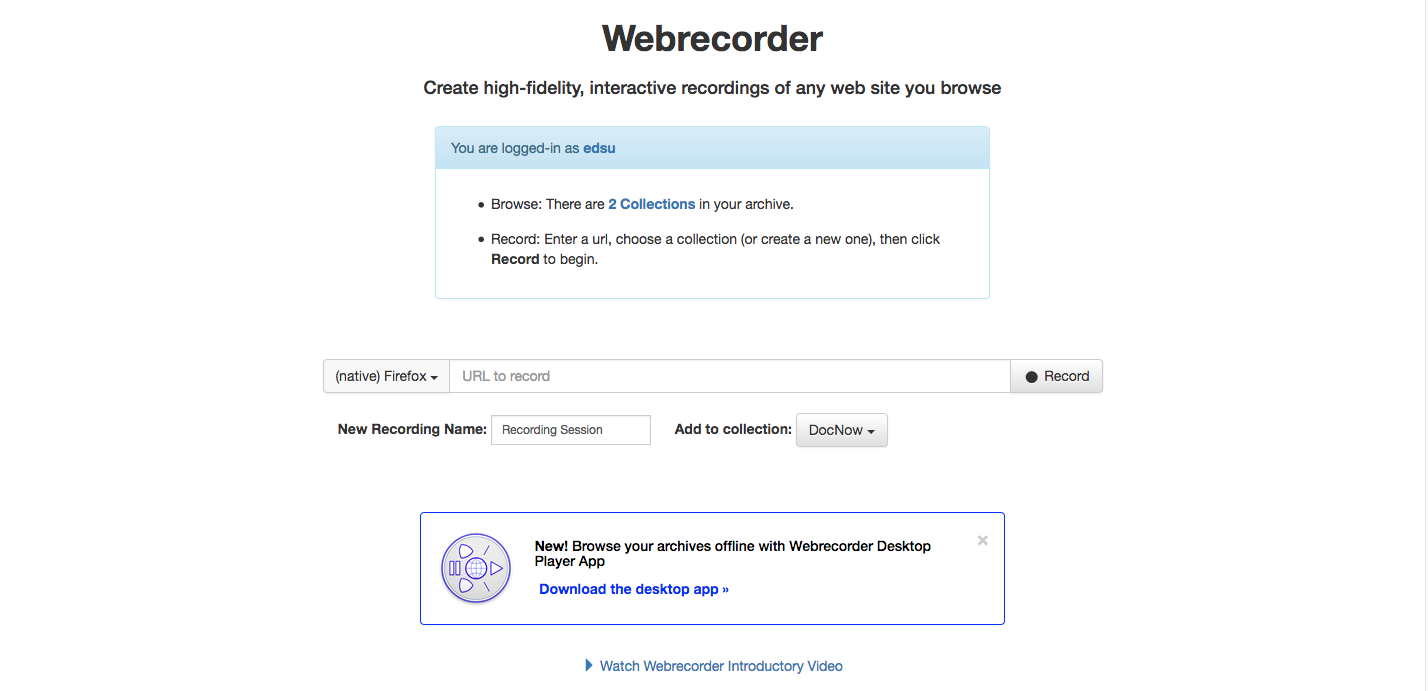 Webrecorder
Create high-fidelity, interactive recordings of any web site you browse
You are logged-in as edsu
• Browse: There are 2 Collections in your archive.
• Record: Enter a url, choose a collection (or create a new one), then click
Record to begin.
(native) Firefox URL to record Record
New Recording Name: Recording Session Add to collection: DocNow
New! Browse your archives offline with Webrecorder Desktop
Player App
Download the desktop app »
Watch Webrecorder Introductory Video